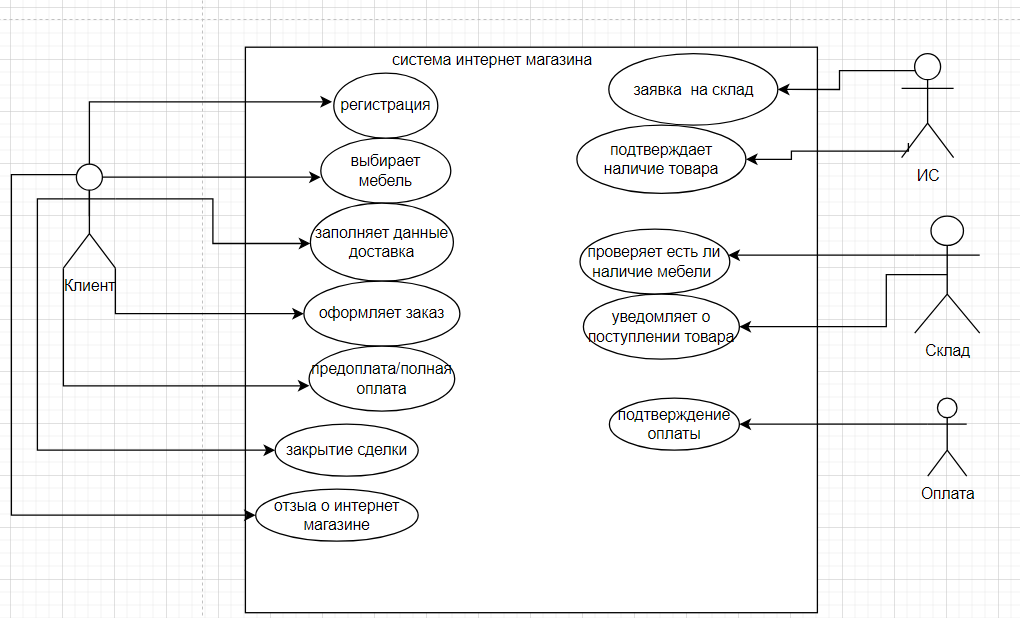 система интернет магазина
регистрация
выбирает
мебель
заполняет данные
доставка
оформляет заказ
предоплата/полная
оплата
закрытие сделки
отзыа о интернет
магазине
Клиент
заявка на склад
подтверждает
наличие товара
проверяет есть ли
наличие мебели
уведомляет о
поступлении товара
подтверждение
оплаты
ИС
Склад
Оплата